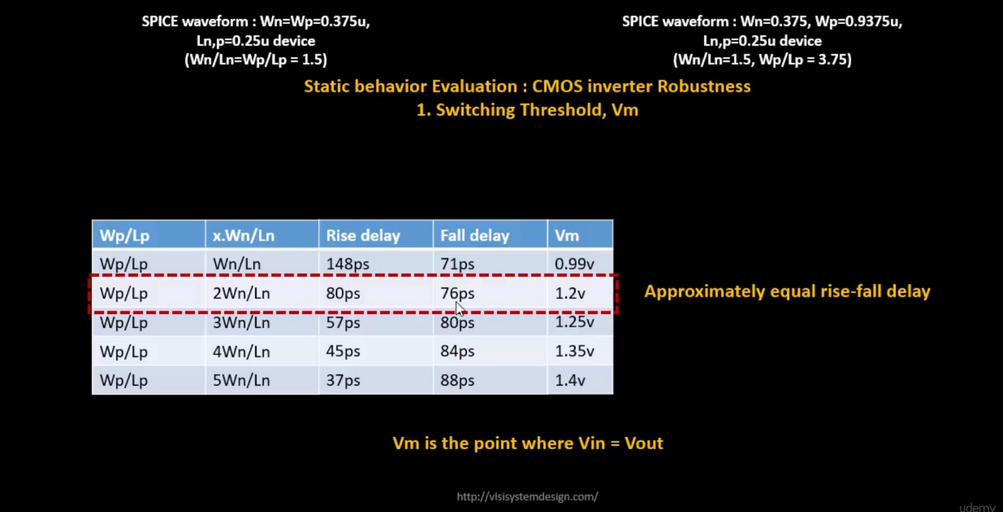 SPICE waveform : Wn=Wp=0.375u,
Ln,p=0.25u device
(Wn/Ln=Wp/Lp = 1.5)
SPICE waveform : Wn=0.375, Wp=0.9375u,
Ln,p=0.25u device
(Wn/Ln=1.5, Wp/Lp = 3.75)
Static behavior Evaluation : CMOS inverter Robustness
1. Switching Threshold, Vm
Wp/Lp x.Wn/Ln Rise delay Fall delay Vm
Wp/Lp Wn/Ln 148ps 71ps 0.99v
Wp/Lp 2Wn/Ln 80ps 76ps 1.2v
Wp/Lp 3Wn/Ln 57ps 80ps 1.25v
Wp/Lp 4Wn/Ln 45ps 84ps 1.35v
Wp/Lp 5Wn/Ln 37ps 88ps 1.4v
Approximately equal rise-fall delay
Vm is the point where Vin = Vout
http://vlsisystemdesign.com/
udemy